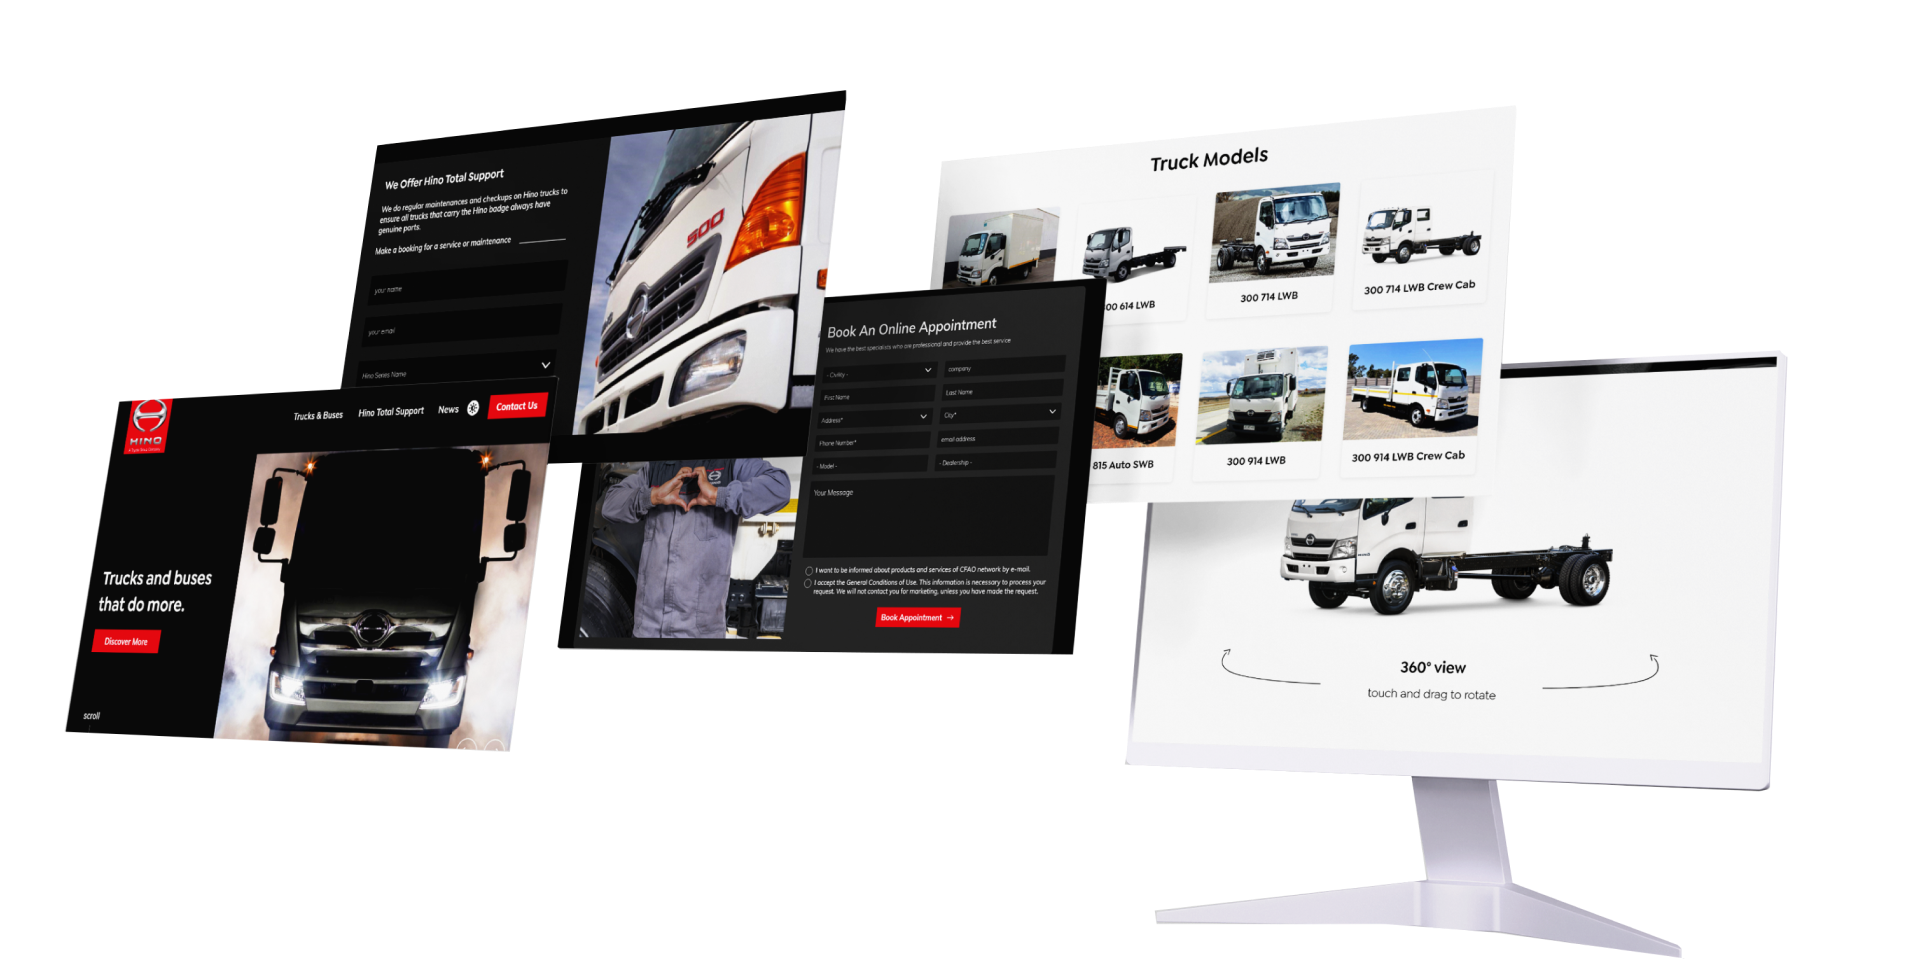 We Offer Hino Total Support
We do regular maintenances and checkups on Hino trucks to
ensure all trucks that carry the Hino badge always have
genuine parts.
Make a booking for a service or maintenance
your name
your email
Hino Series Name
500
HINO
Trucks & Buses
Hino Total Support
News
Contact Us
Trucks and buses
that do more.
Discover More
scroll
Book An Online Appointment
We have the best specialists who are professional and provide the best service
- Civility -
company
First Name
Last Name
Address*
City*
Phone Number*
email address
- Model -
- Dealership -
Your Message
I want to be informed about products and services of CFAO network by e-mail.
I accept the General Conditions of Use. This information is necessary to process your
request. We will not contact you for marketing, unless you have made the request.
Book Appointment
Truck Models
00 614 LWB
300 714 LWB
300 714 LWB Crew Cab
815 Auto SWB
300 914 LWB
300 914 LWB Crew Cab
360° view
touch and drag to rotate